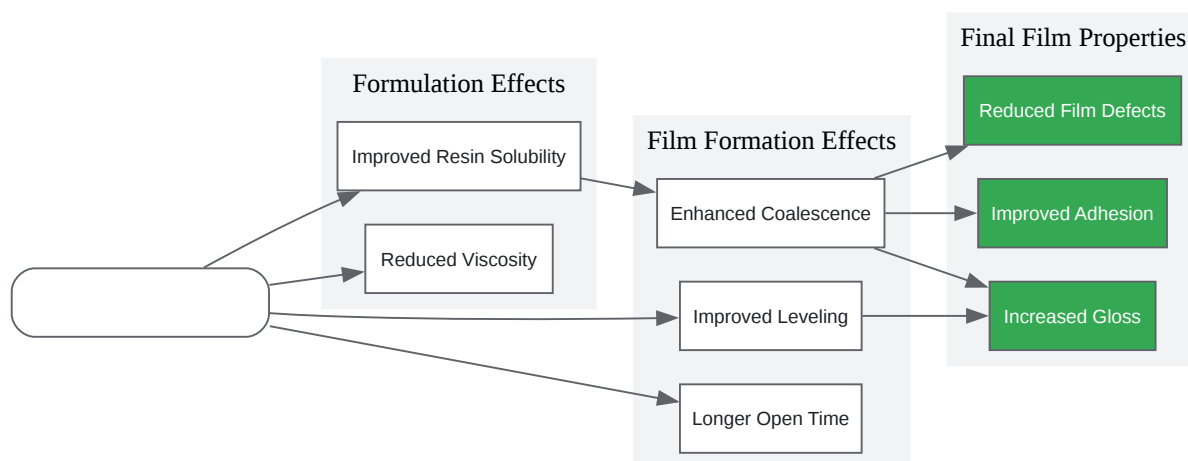 Formulation Effects
Improved Resin Solubility
Reduced Viscosity
Film Formation Effects
Enhanced Coalescence
Improved Leveling
Longer Open Time
Final Film Properties
Reduced Film Defects
Improved Adhesion
Increased Gloss